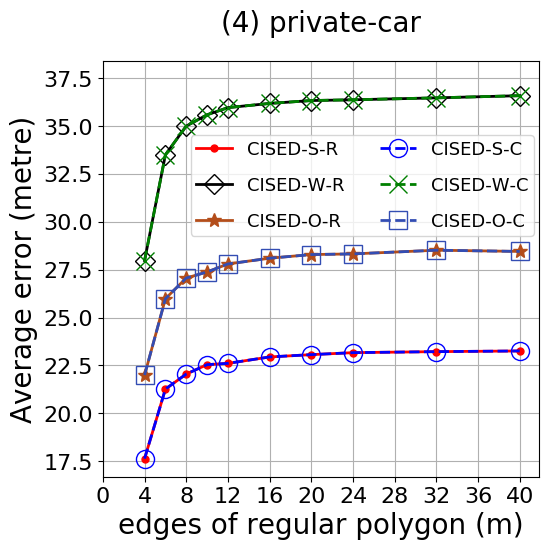 (4) private-car
Average error (metre)
37.5
35.0
32.5
30.0
27.5
25.0
22.5
20.0
17.5
CISED-S-R CISED-S-C
CISED-W-R CISED-W-C
CISED-O-R CISED-O-C
0 4 8 12 16 20 24 28 32 36 40
edges of regular polygon (m)